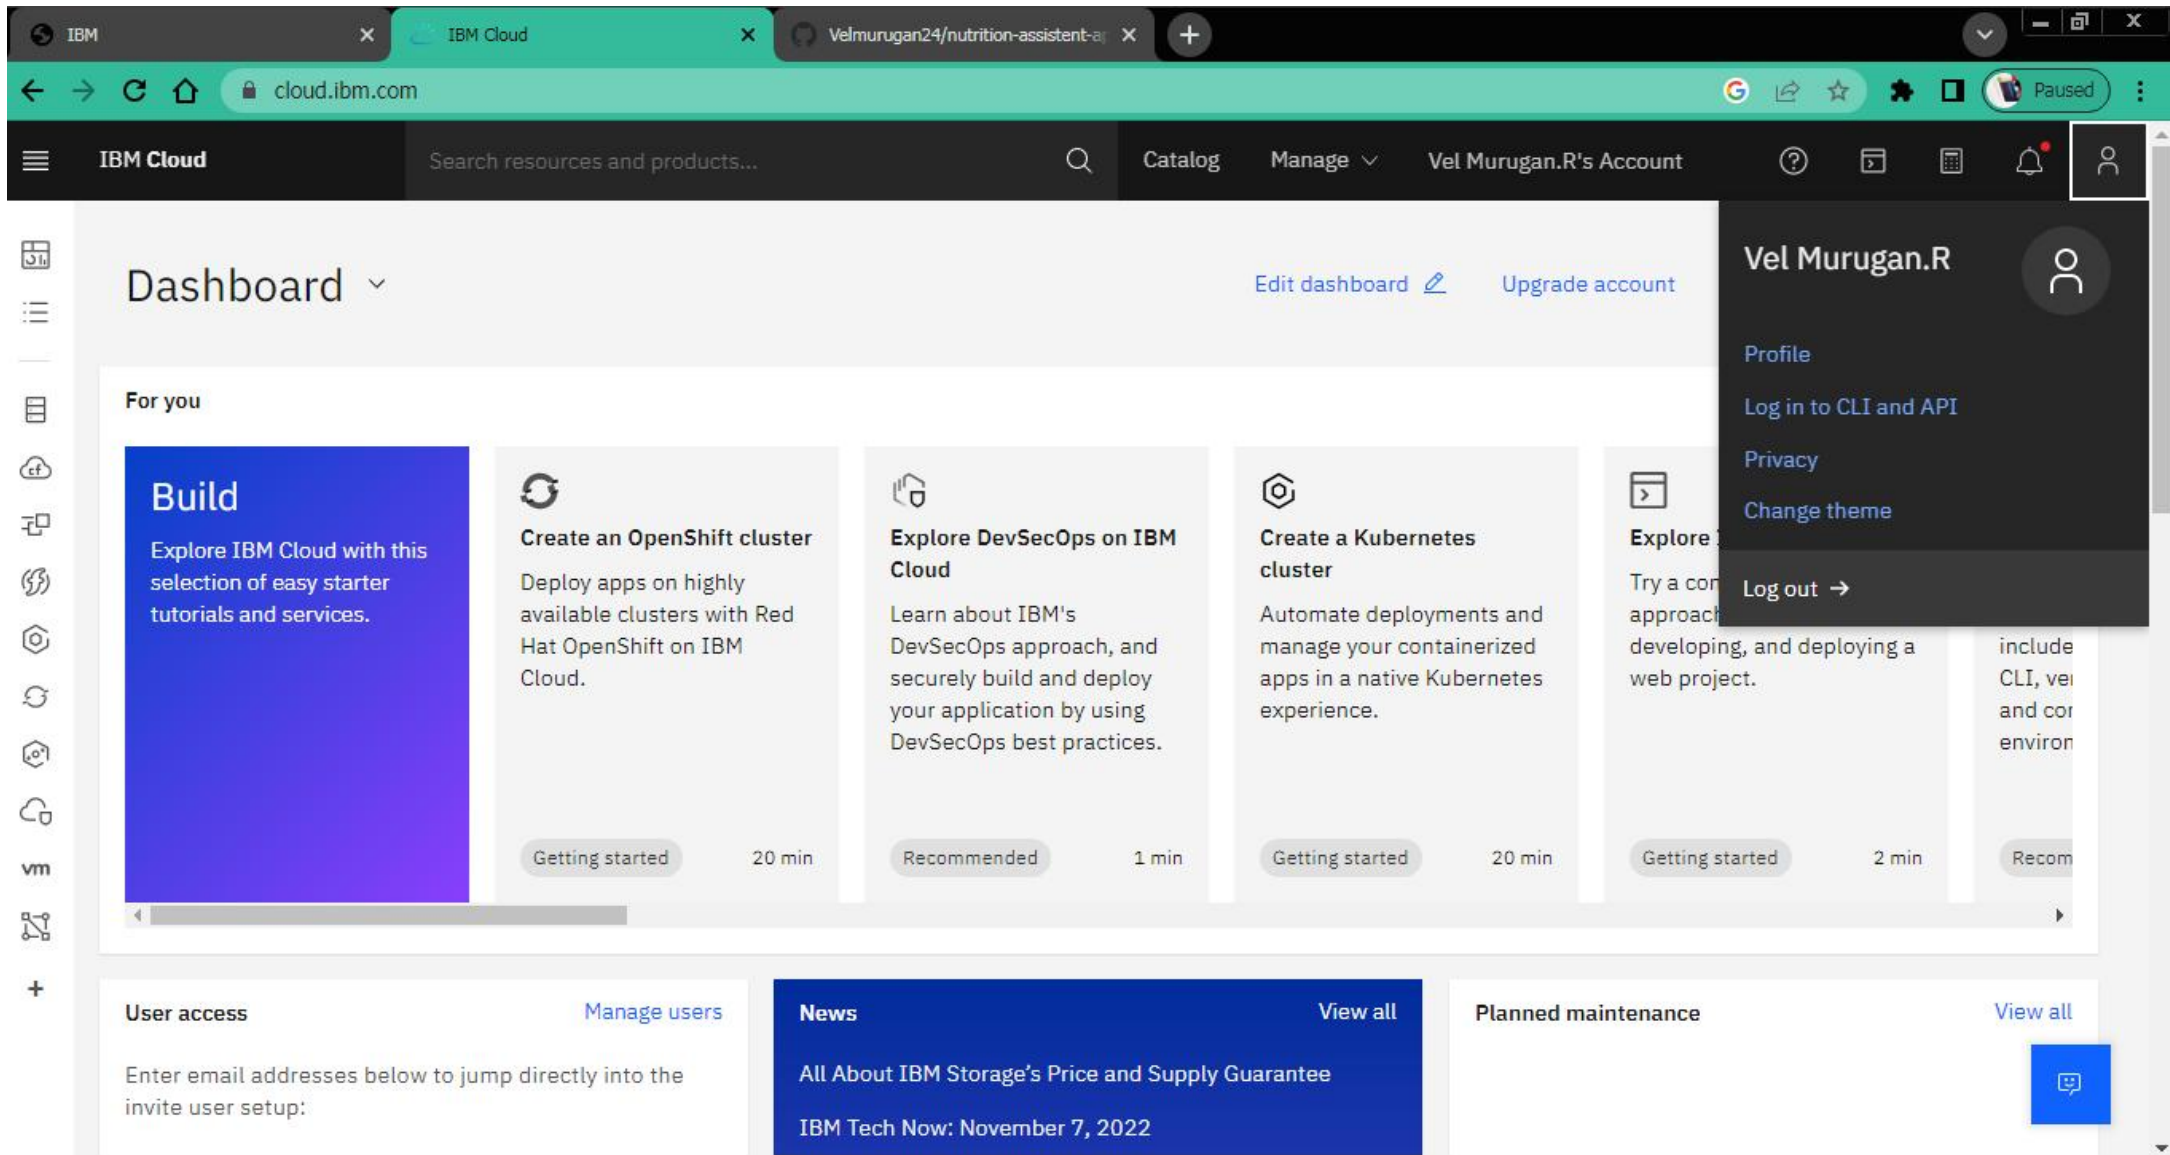 IBM
IBM Cloud
Velmurugan24/nutrition-assistent-a
cloud.ibm.com
Paused
IBM Cloud
Search resources and products...
Catalog
Manage
Vel Murugan.R's Account
Vel Murugan.R
Profile
Log in to CLI and API
Privacy
Change theme
Log out →
Dashboard
Edit dashboard
Upgrade account
For you
Build
Explore IBM Cloud with this
selection of easy starter
tutorials and services.
Create an OpenShift cluster
Deploy apps on highly
available clusters with Red
Hat OpenShift on IBM
Cloud.
Getting started
20 min
Explore DevSecOps on IBM
Cloud
Learn about IBM's
DevSecOps approach, and
securely build and deploy
your application by using
DevSecOps best practices.
Recommended
1 min
Create a Kubernetes
cluster
Automate deployments and
manage your containerized
apps in a native Kubernetes
experience.
Getting started
20 min
Explore
Try a con
approach
developing, and deploying a
web project.
Getting started
2 min
include
CLI, ver
and cor
environ
Recom
cf
vm
User access
Manage users
Enter email addresses below to jump directly into the
invite user setup:
News
View all
All About IBM Storage's Price and Supply Guarantee
IBM Tech Now: November 7, 2022
Planned maintenance
View all